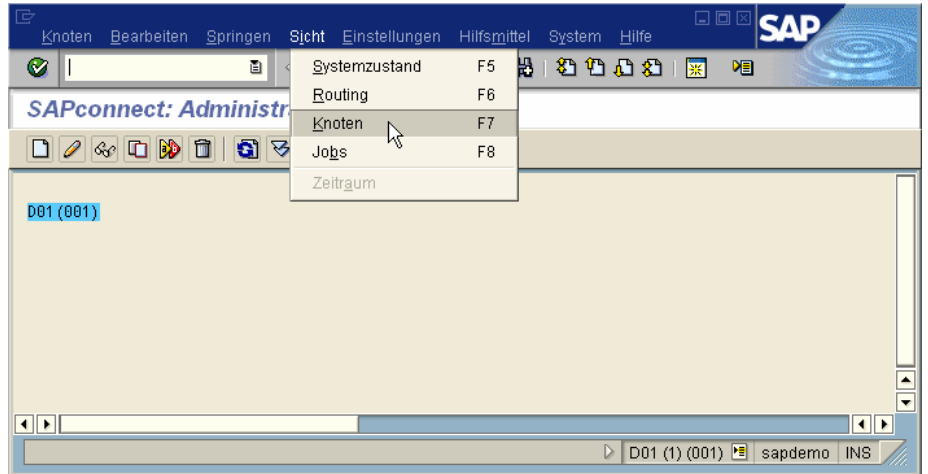 Knoten Bearbeiten Springen Sicht Einstellungen Hilfsmittel System Hilfe
SAP
Systemzustand F5
SAPconnect: Administr
Routing F6
Knoten F7
Jobs F8
Zeitraum
D01 (001)
D01 (1) (001) sapdemo INS